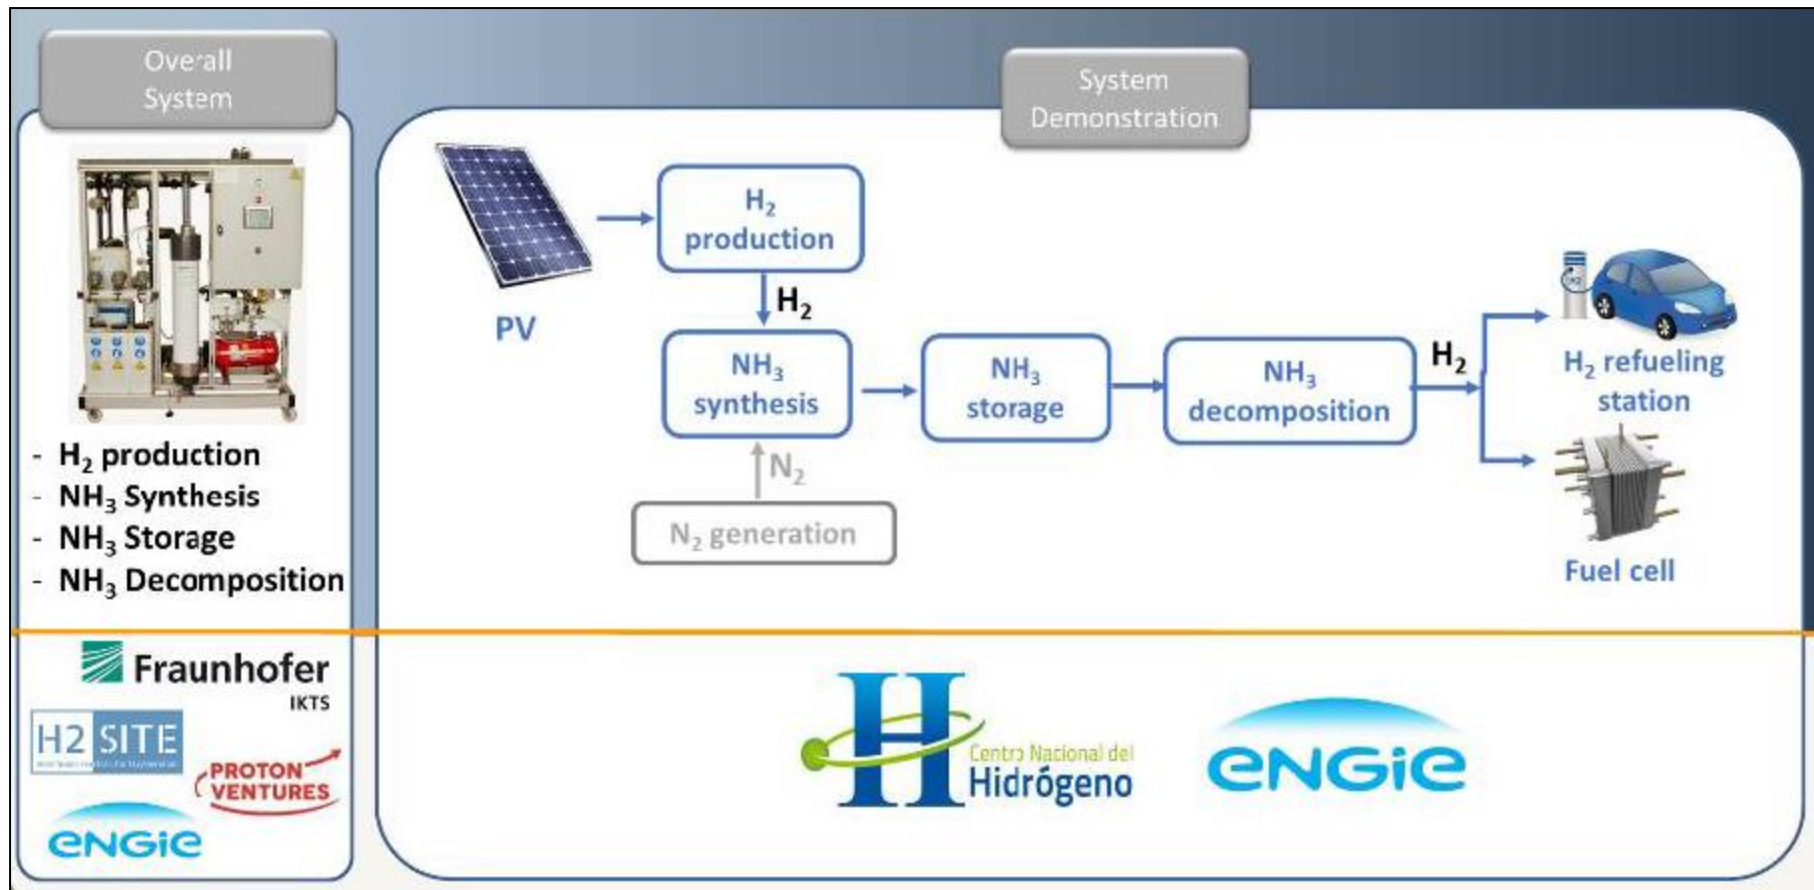 Overall
System
- H₂ production
- NH₃ Synthesis
- NH₃ Storage
- NH₃ Decomposition
Fraunhofer
IKTS
H2 SITE
PROTON
VENTURES
ENGIE
System
Demonstration
PV
H₂
production
H₂
NH₃
synthesis
N₂
N₂ generation
NH₃
storage
NH₃
decomposition
H₂
H2
H₂ refueling
station
Fuel cell
H
Centro Nacional del
Hidrógeno
ENGIE